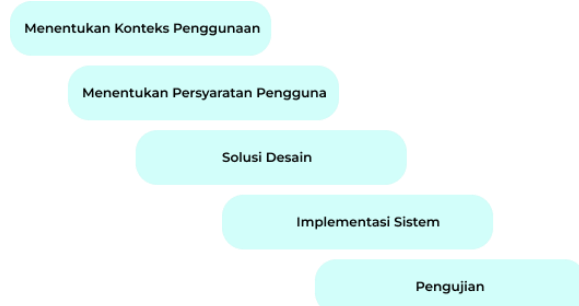 Menentukan Konteks Penggunaan
Menentukan Persyaratan Pengguna
Solusi Desain
Implementasi Sistem
Pengujian